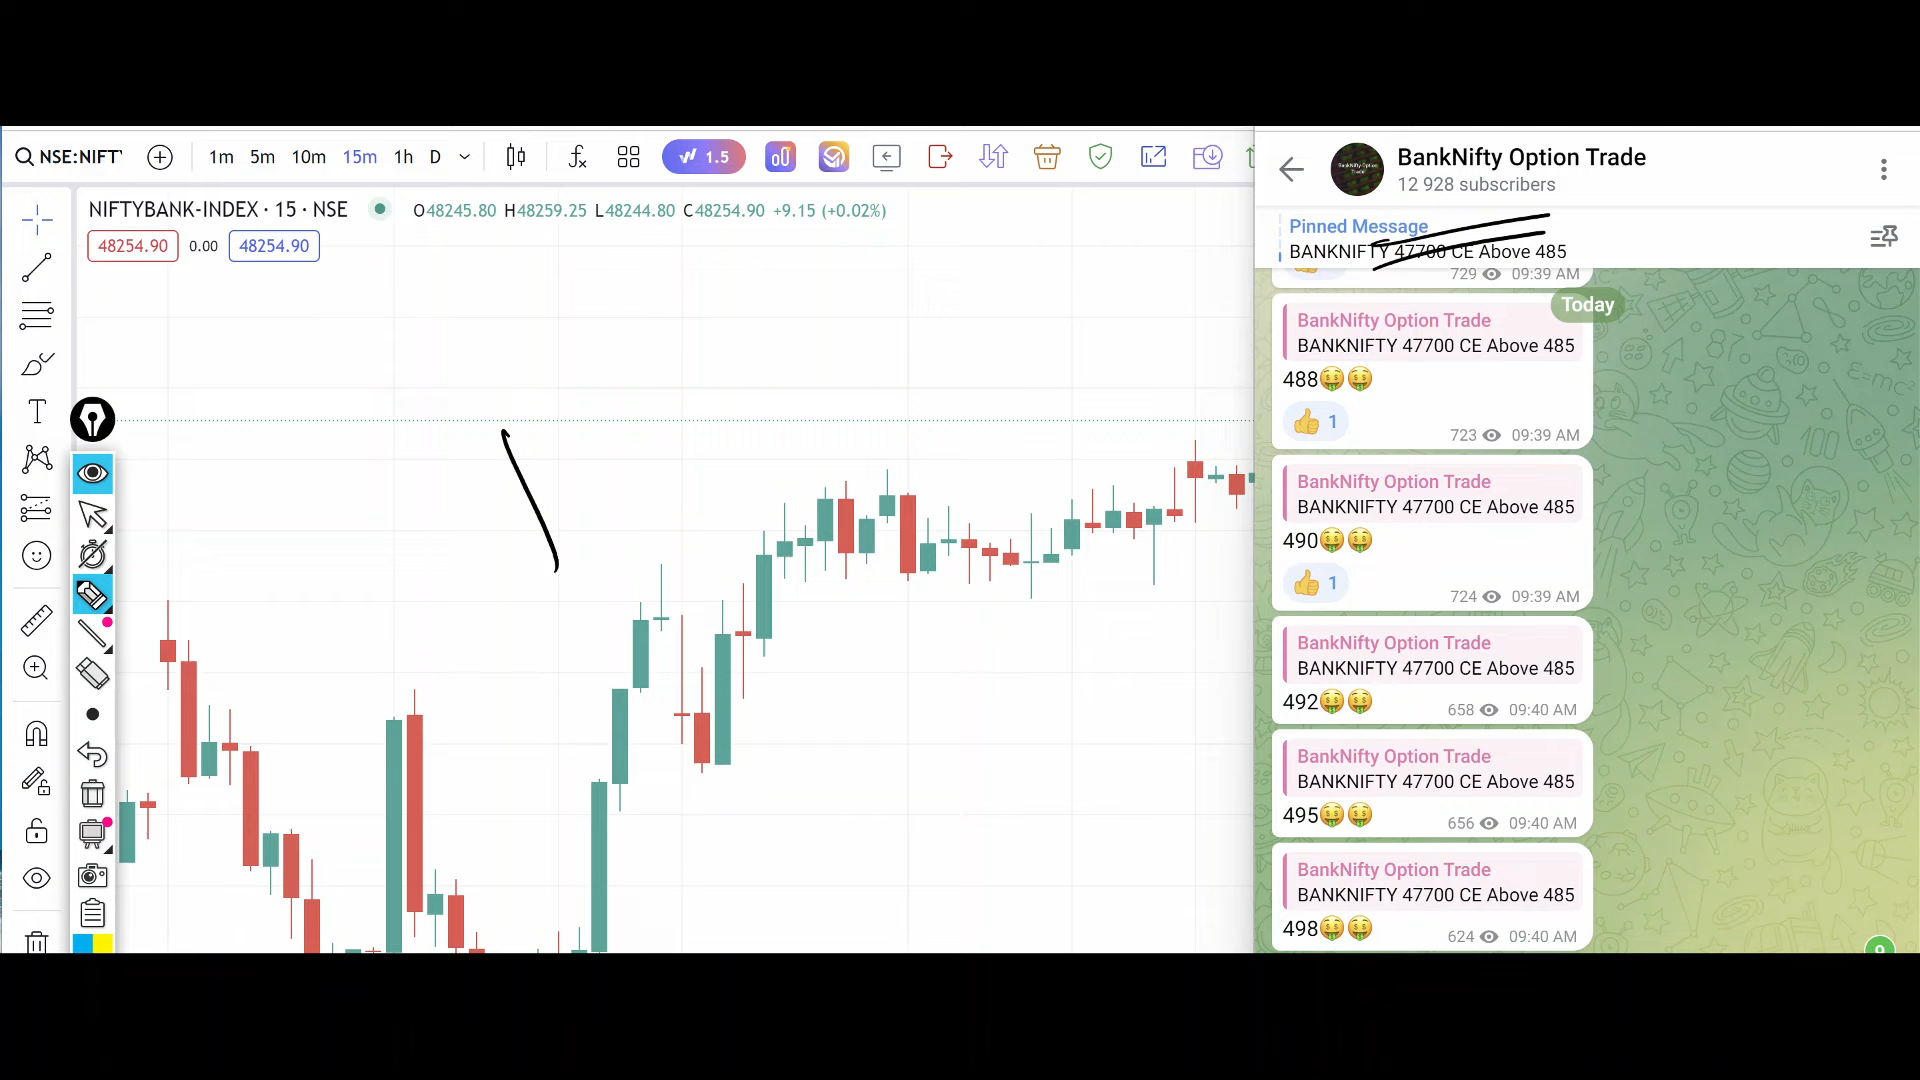 NSE:NIFTY
1m 5m 10m 15m 1h D
1.5
NIFTYBANK-INDEX · 15 · NSE
O48245.80 H48259.25 L48244.80 C48254.90 +9.15 (+0.02%)
48254.90 0.00 48254.90
BankNifty Option Trade
12 928 subscribers
Pinned Message
BANKNIFTY 47700 CE Above 485
729 09:39 AM
Today
BankNifty Option Trade
BANKNIFTY 47700 CE Above 485
488🤑🤑
👍 1
723 09:39 AM
BankNifty Option Trade
BANKNIFTY 47700 CE Above 485
490🤑🤑
👍 1
724 09:39 AM
BankNifty Option Trade
BANKNIFTY 47700 CE Above 485
492🤑🤑
658 09:40 AM
BankNifty Option Trade
BANKNIFTY 47700 CE Above 485
495🤑🤑
656 09:40 AM
BankNifty Option Trade
BANKNIFTY 47700 CE Above 485
498🤑🤑
624 09:40 AM